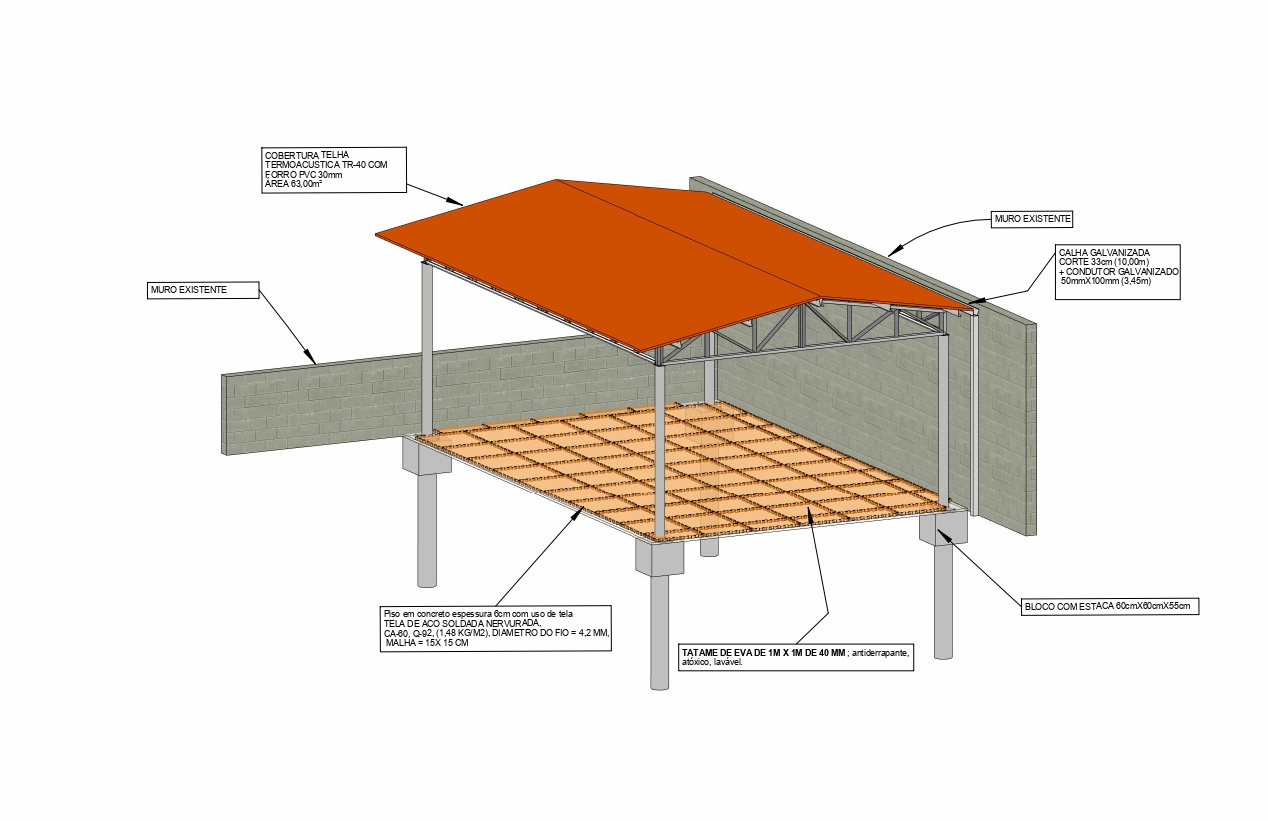 COBERTURA TELHA
TERMOACUSTICA TR-40 COM
FORRO PVC 30mm
ÁREA 63,00m²
MURO EXISTENTE
CALHA GALVANIZADA
CORTE 33cm (10,00m)
+ CONDUTOR GALVANIZADO
50mmX100mm (3,45m)
MURO EXISTENTE
Piso em concreto espessura 6cm com uso de tela
TELA DE ACO SOLDADA NERVURADA,
CA-60, Q-92, (1,48 KG/M2), DIAMETRO DO FIO = 4,2 MM,
MALHA = 15X 15 CM
BLOCO COM ESTACA 60cmX60cmX55cm
TATAME DE EVA DE 1M X 1M DE 40 MM ; antiderrapante,
atóxico, lavável.